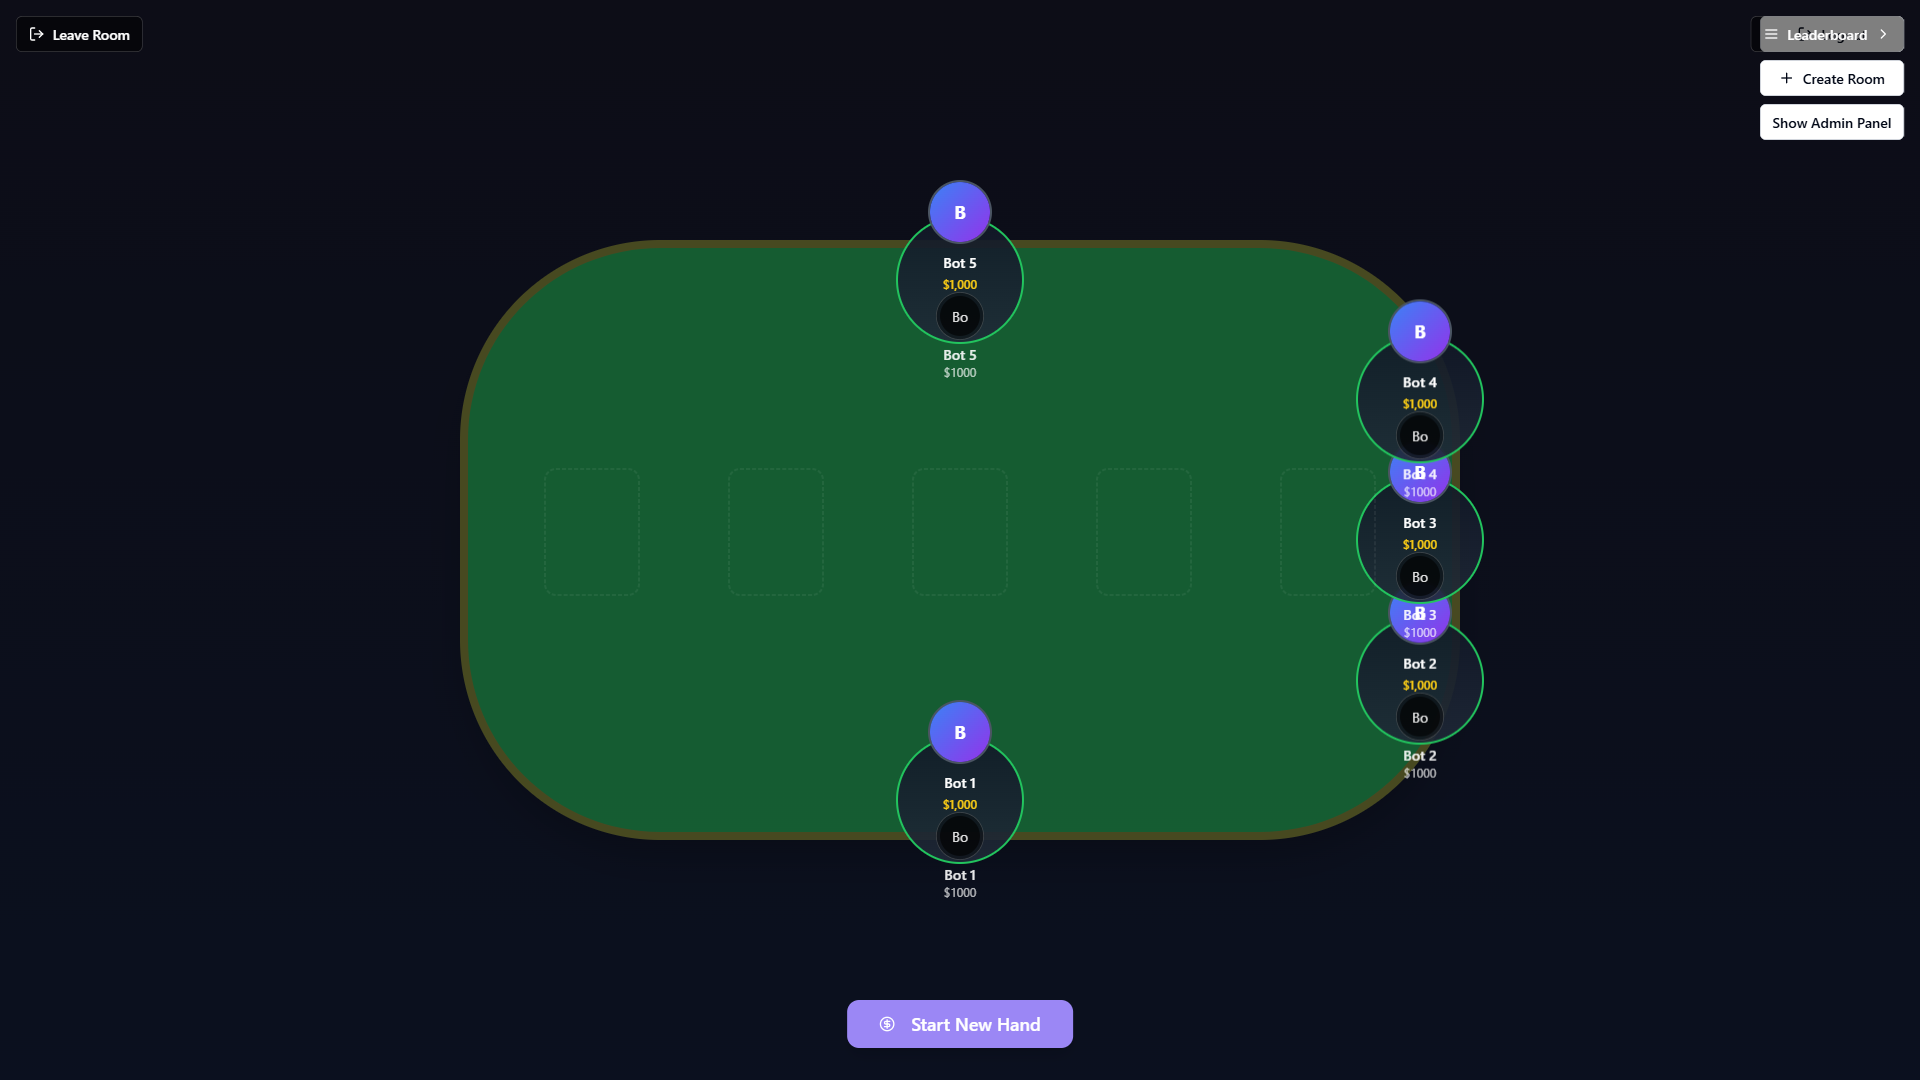 Leave Room
Leaderboard
Create Room
Show Admin Panel
B
Bot 5
$1,000
Bo
Bot 5
$1000
B
Bot 4
$1,000
Bo
B
Bot 4
$1000
Bot 3
$1,000
Bo
B
Bot 3
$1000
Bot 2
$1,000
Bo
Bot 2
$1000
B
Bot 1
$1,000
Bo
Bot 1
$1000
Start New Hand